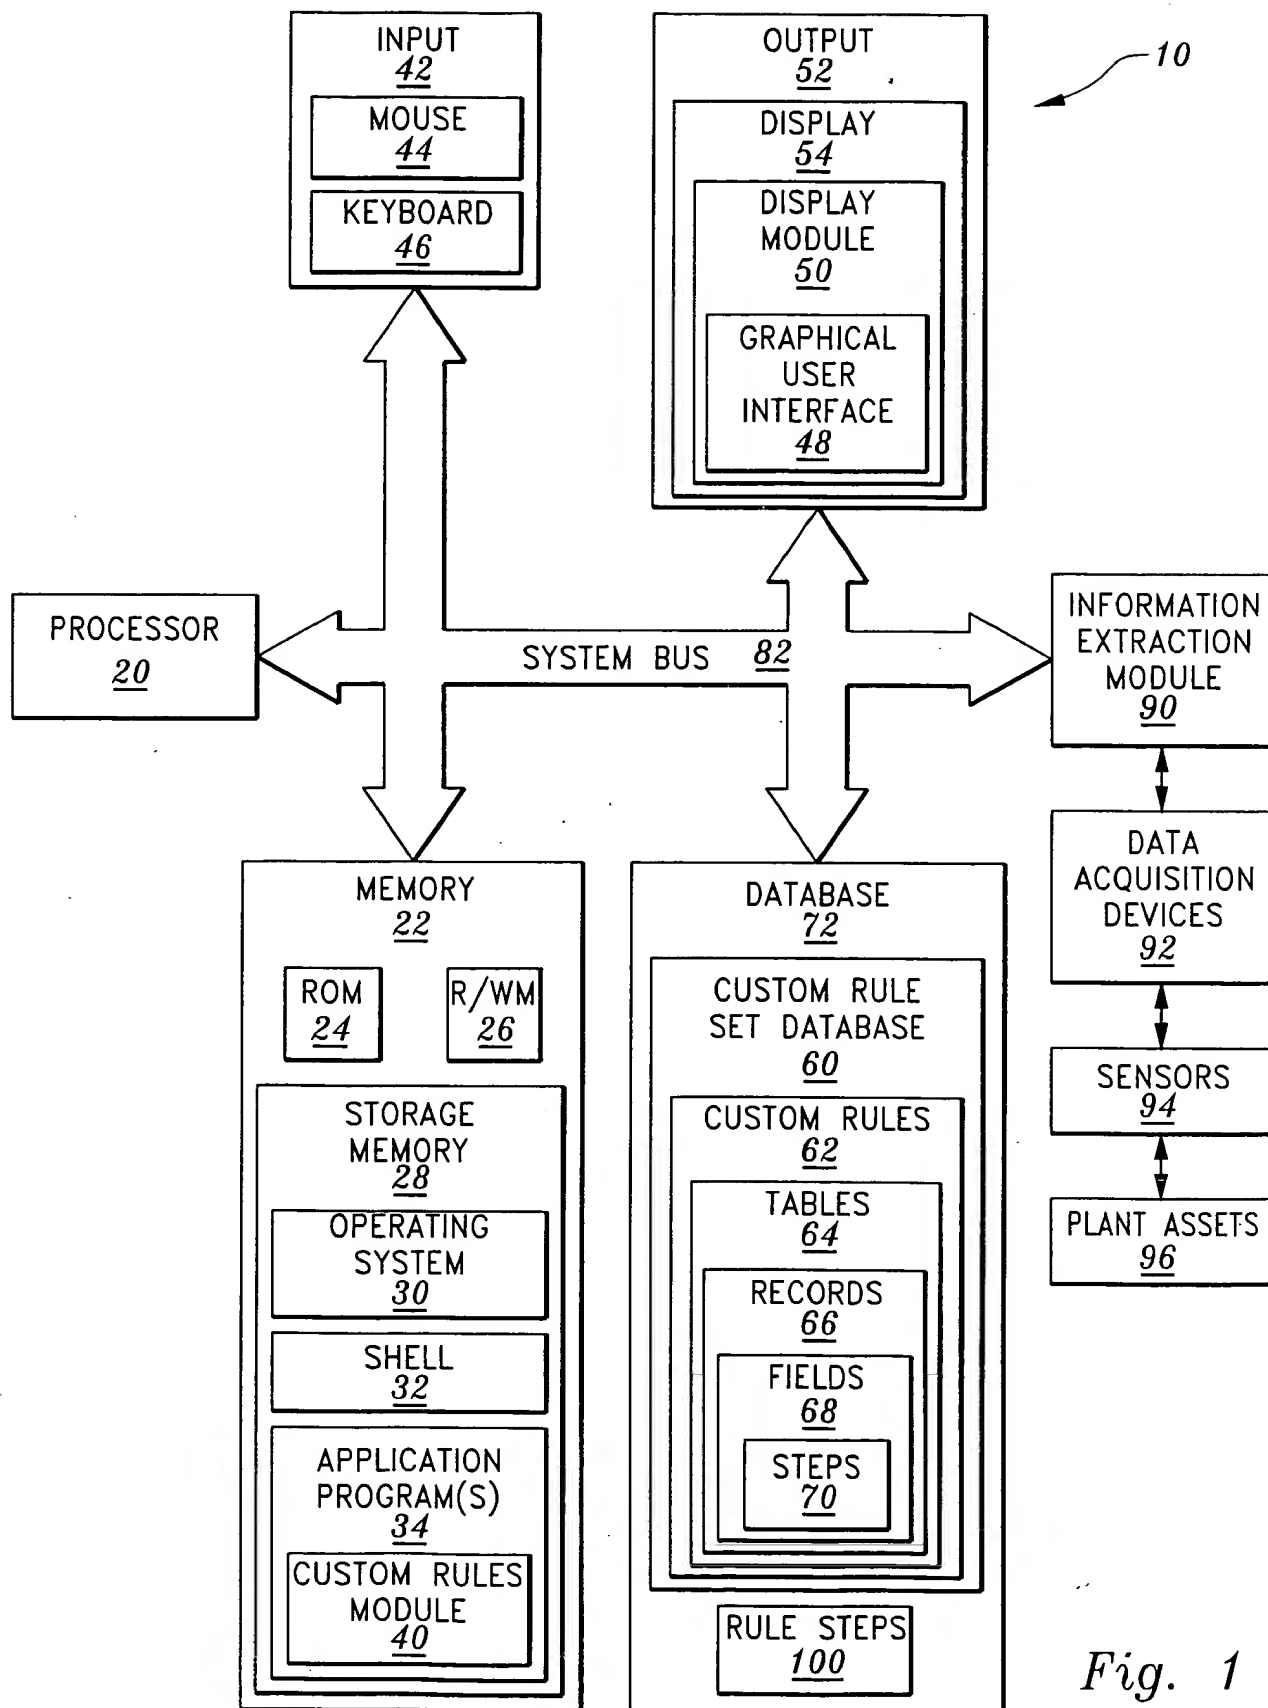 INPUT
42
MOUSE
44
KEYBOARD
46
OUTPUT
52
DISPLAY
54
DISPLAY
MODULE
50
GRAPHICAL
USER
INTERFACE
48
10
PROCESSOR
20
SYSTEM BUS 82
INFORMATION
EXTRACTION
MODULE
90
DATA
ACQUISITION
DEVICES
92
SENSORS
94
PLANT ASSETS
96
MEMORY
22
ROM
24
R/WM
26
STORAGE
MEMORY
28
OPERATING
SYSTEM
30
SHELL
32
APPLICATION
PROGRAM(S)
34
CUSTOM RULES
MODULE
40
DATABASE
72
CUSTOM RULE
SET DATABASE
60
CUSTOM RULES
62
TABLES
64
RECORDS
66
FIELDS
68
STEPS
70
RULE STEPS
100
Fig. 1